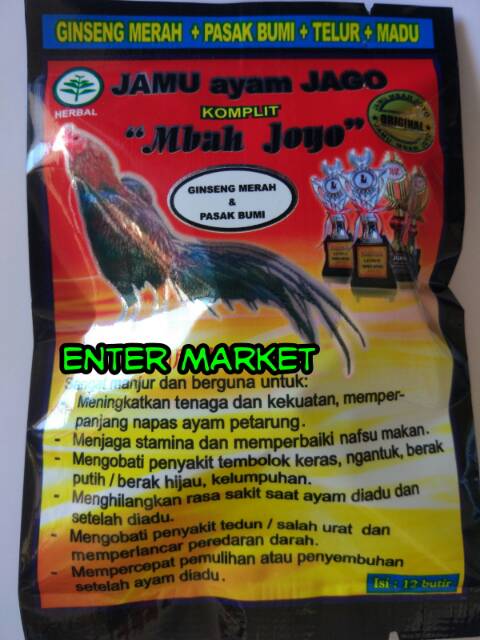 GINSENG MERAH + PASAK BUMI + TELUR + MADU
HERBAL
JAMU ayam JAGO
KOMPLIT
"Mbah Joyo"
ORIGINAL
GINSENG MERAH
&
PASAK BUMI
ENTER MARKET
Sangat manjur dan berguna untuk:
- Meningkatkan tenaga dan kekuatan, memper-
panjang napas ayam petarung.
- Menjaga stamina dan memperbaiki nafsu makan.
- Mengobati penyakit tembolok keras, ngantuk, berak
putih / berak hijau, kelumpuhan.
- Menghilangkan rasa sakit saat ayam diadu dan
setelah diadu.
- Mengobati penyakit tedun / salah urat dan
memperlancar peredaran darah.
- Mempercepat pemulihan atau penyembuhan
setelah ayam diadu.
Isi : 12 butir